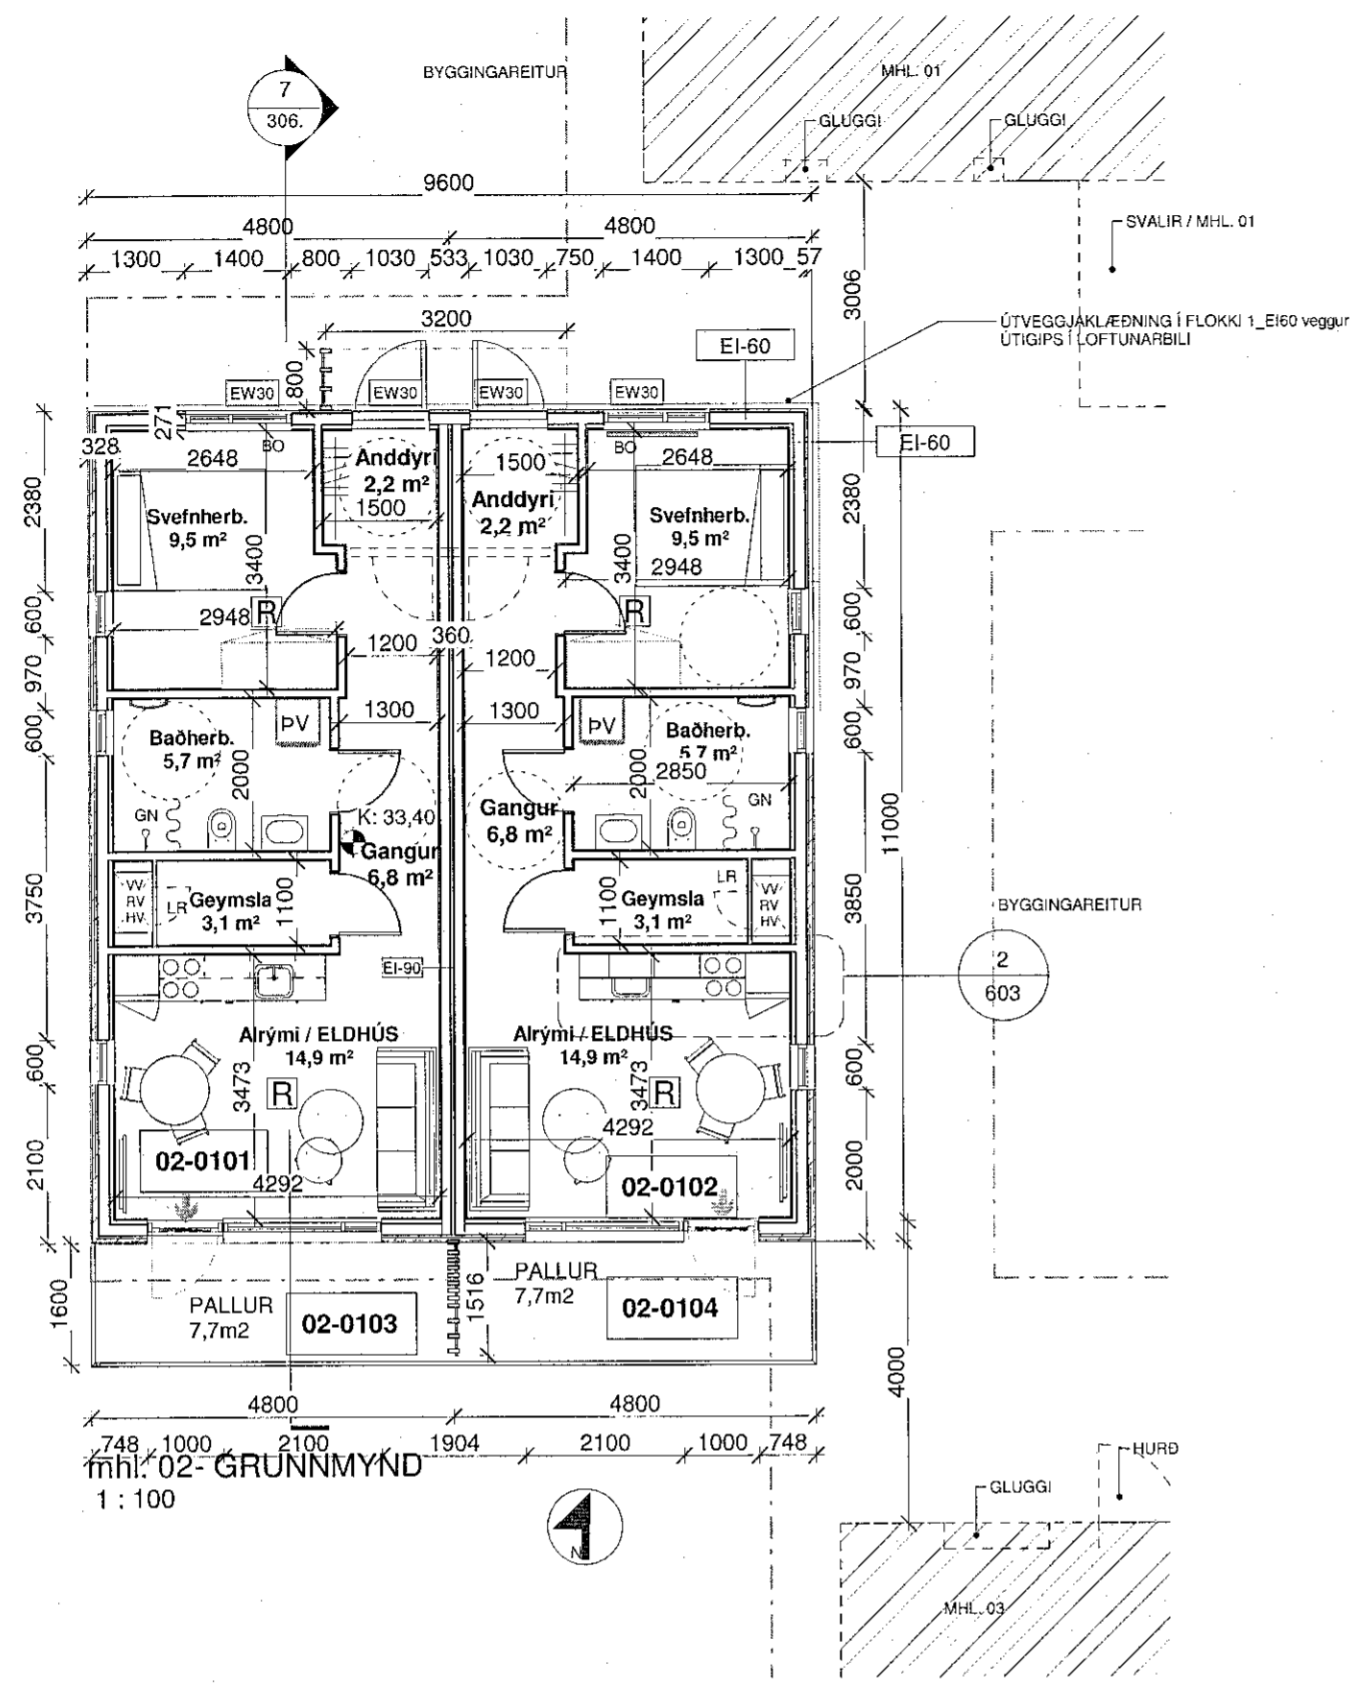 BYGGINGAREITUR
MHL. 01
7
306.
GLUGGI
GLUGGI
9600
SVALIR / MHL. 01
4800
4800
1300
1400
800
1030
533
1030
750
1400
1300
57
3006
3200
ÚTVEGGJAKLÆÐNING Í FLOKKI 1_EI60 veggur
ÚTIGIPS Í LOFTUNARBILI
EI-60
800
EW30
EW30
EW30
EW30
271
328
BO
BO
EI-60
2648
Anddyri
2,2 m²
1500
1500
Anddyri
2,2 m²
2648
2380
2380
Svefnherb.
9,5 m²
Svefnherb.
9,5 m²
3400
3400
2948
2948
R
R
600
600
360
1200
1200
970
970
1300
1300
600
600
ÞV
ÞV
Baðherb.
5,7 m²
Baðherb.
5,7 m²
2000
2000
2850
GN
GN
K: 33,40
Gangur
6,8 m²
Gangur
6,8 m²
11000
3750
3850
VV
RV
HV
LR
Geymsla
3,1 m²
1100
1100
Geymsla
3,1 m²
LR
VV
RV
HV
BYGGINGAREITUR
EI-90
2
603
Alrými / ELDHÚS
14,9 m²
Alrými / ELDHÚS
14,9 m²
600
600
3473
3473
R
R
4292
4292
2100
2000
02-0101
02-0102
1600
1516
PALLUR
7,7m2
PALLUR
7,7m2
02-0103
02-0104
4000
4800
4800
748
1000
2100
1904
2100
1000
748
mhl. 02- GRUNNMYND
1 : 100
N
HURÐ
GLUGGI
MHL. 03